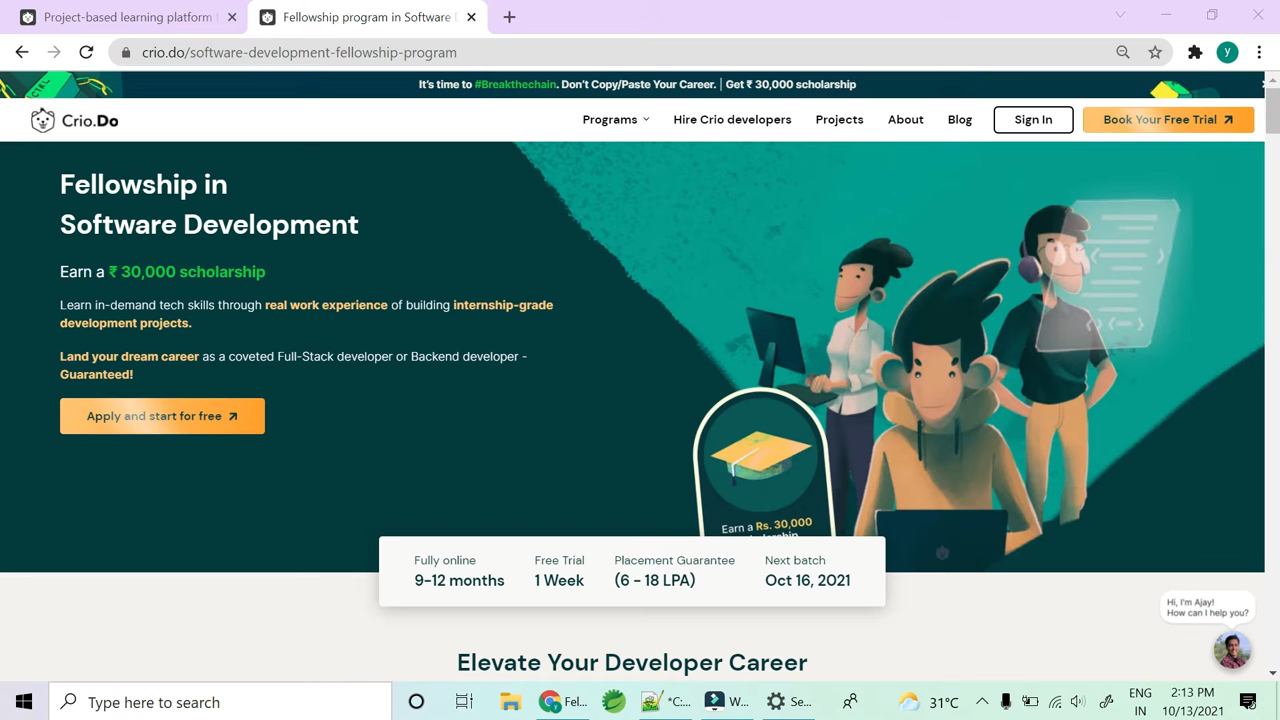 Project-based learning platform
Fellowship program in Software D
crio.do/software-development-fellowship-program
y
It's time to #Breakthechain. Don't Copy/Paste Your Career. | Get ₹ 30,000 scholarship
Crio.Do
Programs
Hire Crio developers
Projects
About
Blog
Sign In
Book Your Free Trial
Fellowship in
Software Development
Earn a ₹ 30,000 scholarship
Learn in-demand tech skills through real work experience of building internship-grade
development projects.
Land your dream career as a coveted Full-Stack developer or Backend developer -
Guaranteed!
Apply and start for free
Earn a Rs. 30,000
Fully online
9-12 months
Free Trial
1 Week
Placement Guarantee
(6 - 18 LPA)
Next batch
Oct 16, 2021
Hi, I'm Ajay!
How can I help you?
Elevate Your Developer Career
Type here to search
Fel...
*C:...
W...
Se...
31°C
ENG
IN
2:13 PM
10/13/2021